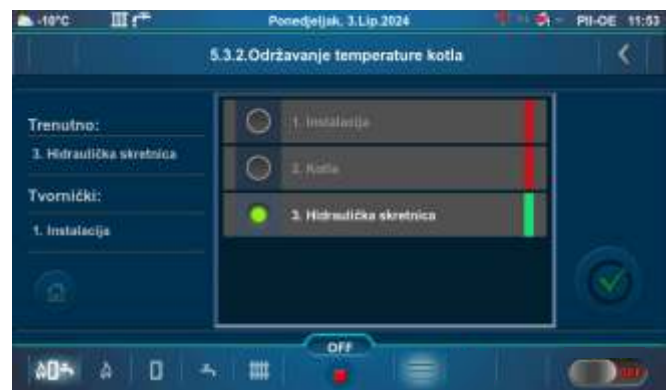 -10°C
Ponedjeljak, 3.Lip.2024
PII-OE 11:53
5.3.2.Održavanje temperature kotla
Trenutno:
3. Hidraulička skretnica
Tvornički:
1. Instalacija
1. Instalacija
2. Kotla
3. Hidraulička skretnica
OFF
OFF